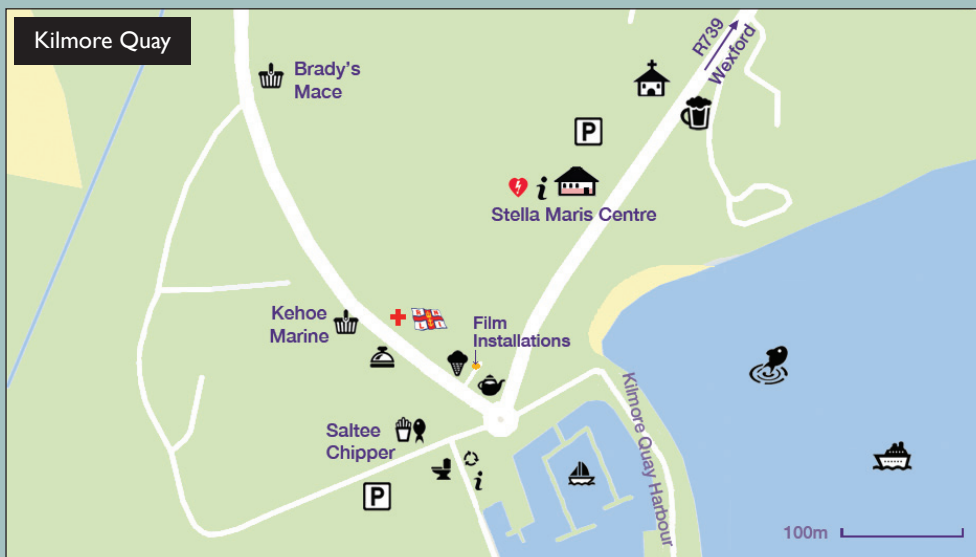 Kilmore Quay
Brady's
Mace
R739
Wexford
P
i
Stella Maris Centre
Kehoe
Marine
Film
Installations
Saltee
Chipper
P
i
Kilmore Quay Harbour
100m